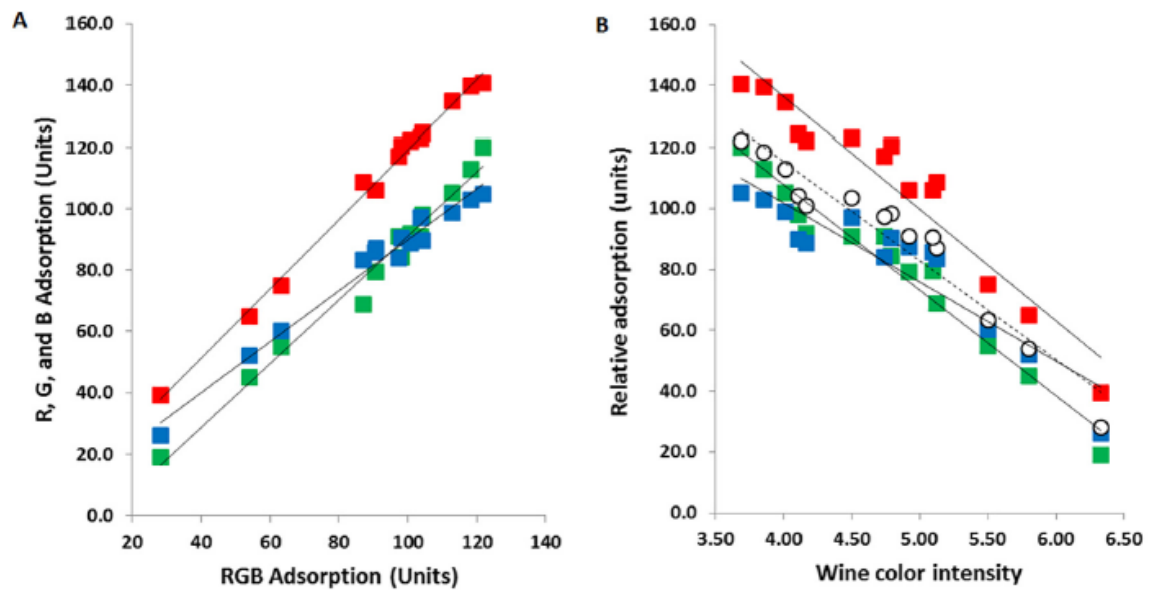 A
R, G, and B Adsorption (Units)
160.0
140.0
120.0
100.0
80.0
60.0
40.0
20.0
0.0
20 40 60 80 100 120 140
RGB Adsorption (Units)
B
Relative adsorption (units)
160.0
140.0
120.0
100.0
80.0
60.0
40.0
20.0
0.0
3.50 4.00 4.50 5.00 5.50 6.00 6.50
Wine color intensity